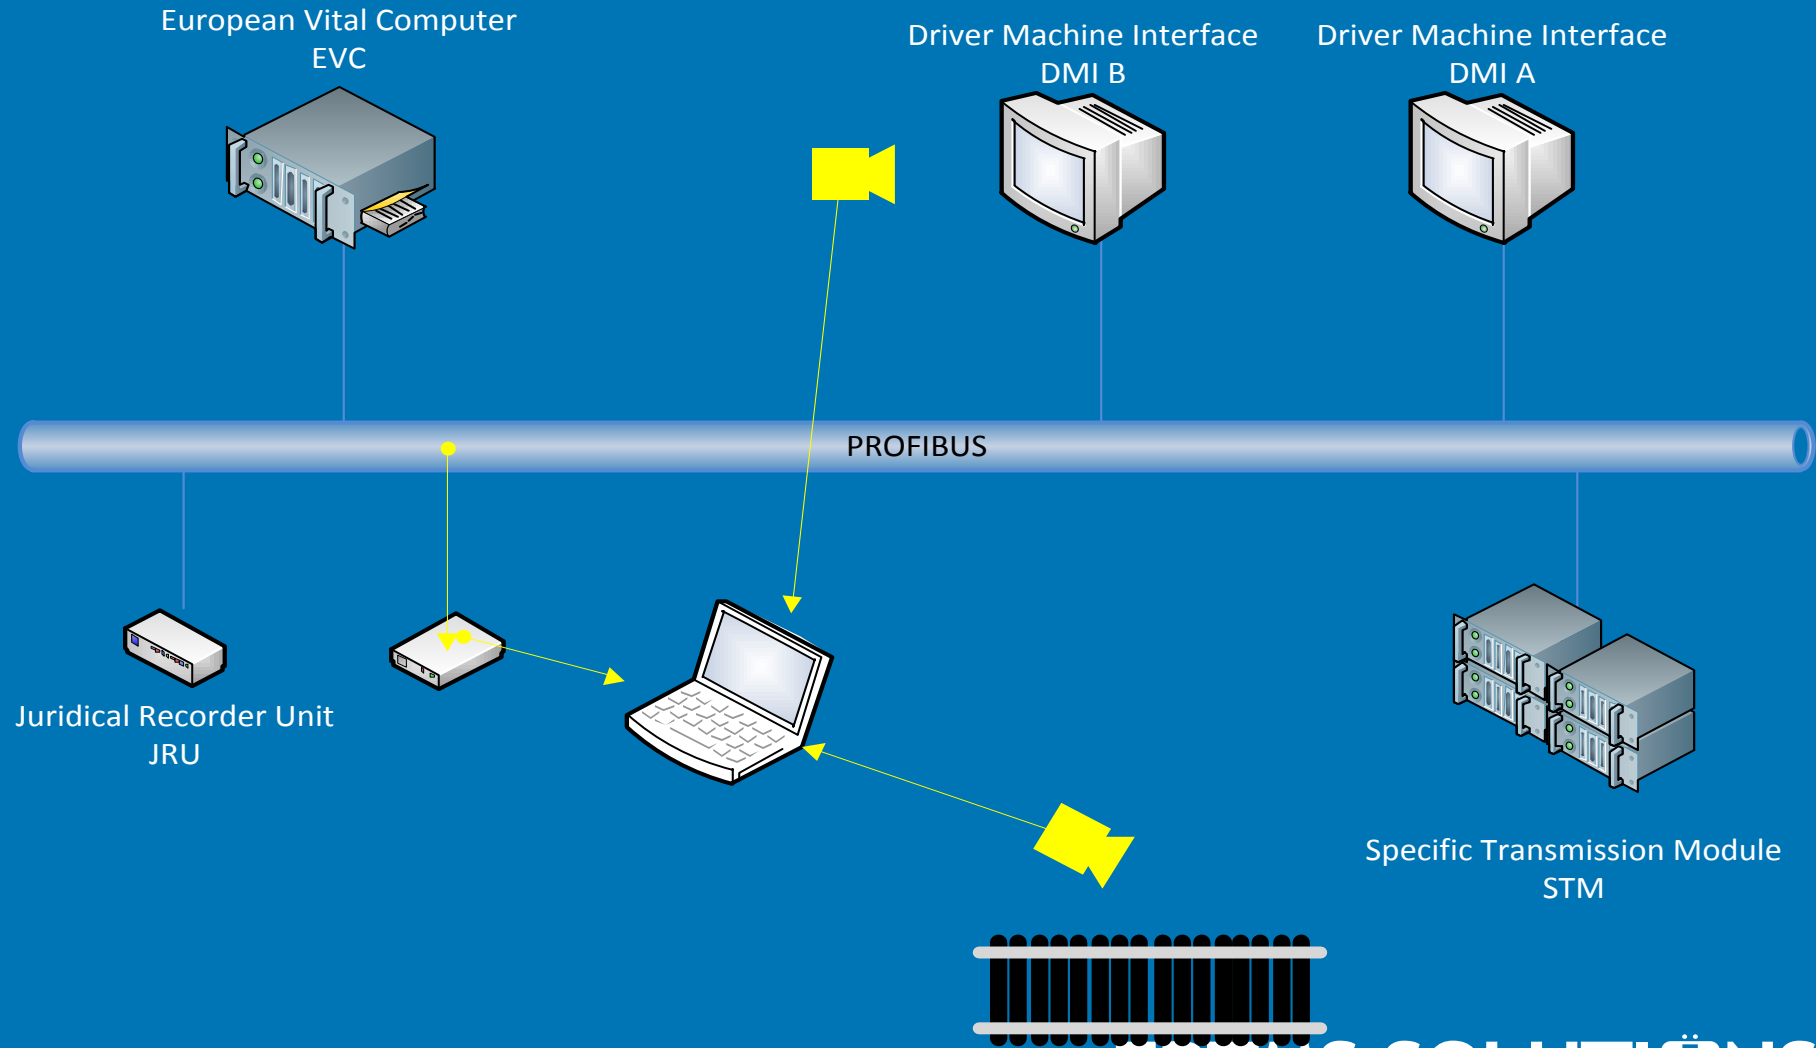 European Vital Computer
EVC
Driver Machine Interface
DMI B
Driver Machine Interface
DMI A
PROFIBUS
Juridical Recorder Unit
JRU
Specific Transmission Module
STM